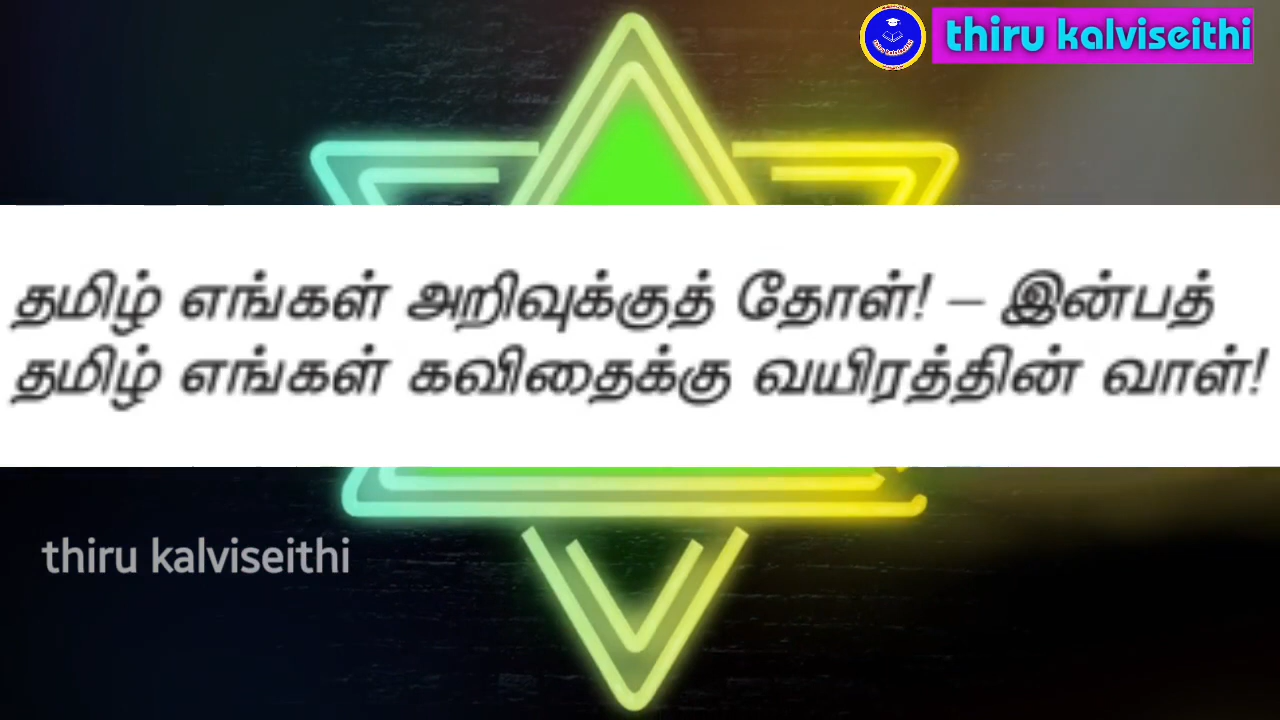 thiru kalviseithi
தமிழ் எங்கள் அறிவுக்குத் தோள்! – இன்பத்
தமிழ் எங்கள் கவிதைக்கு வயிரத்தின் வாள்!
thiru kalviseithi